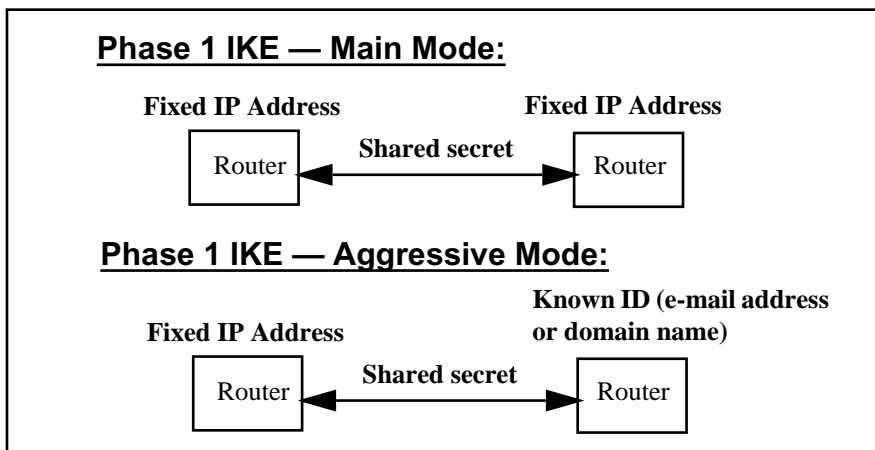 Phase 1 IKE — Main Mode:
Fixed IP Address
Fixed IP Address
Router
Shared secret
Router
Phase 1 IKE — Aggressive Mode:
Fixed IP Address
Known ID (e-mail address
or domain name)
Router
Shared secret
Router